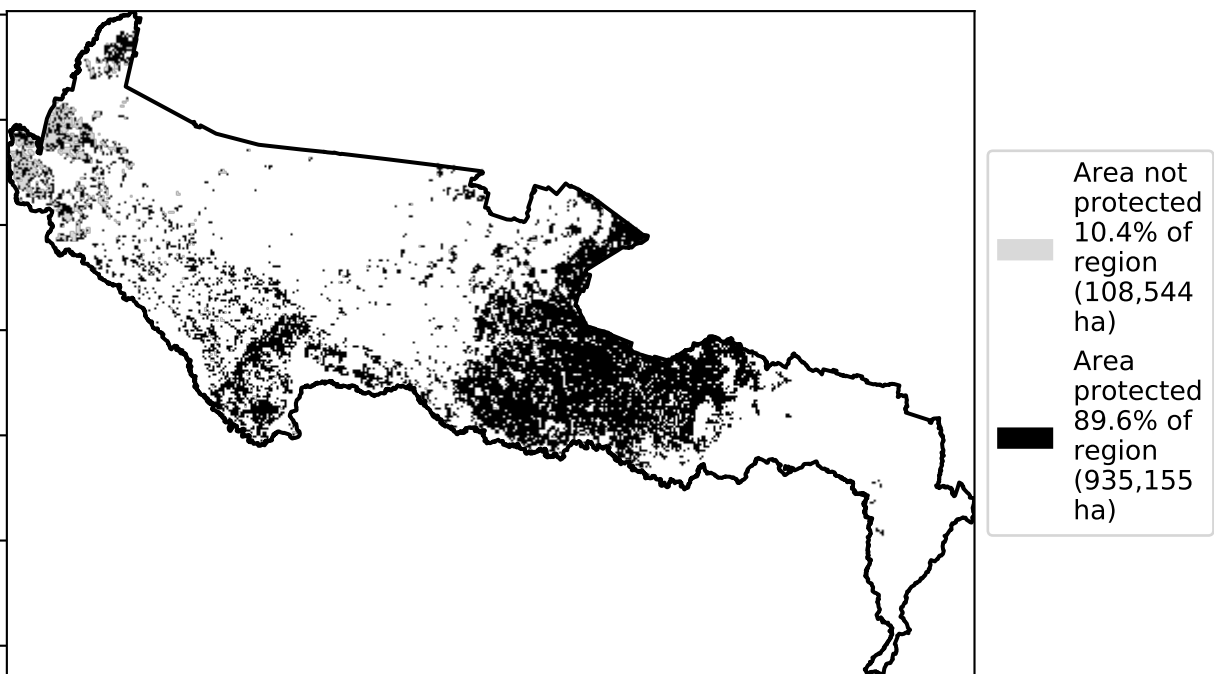 Area not
protected
10.4% of
region
(108,544
ha)
Area
protected
89.6% of
region
(935,155
ha)